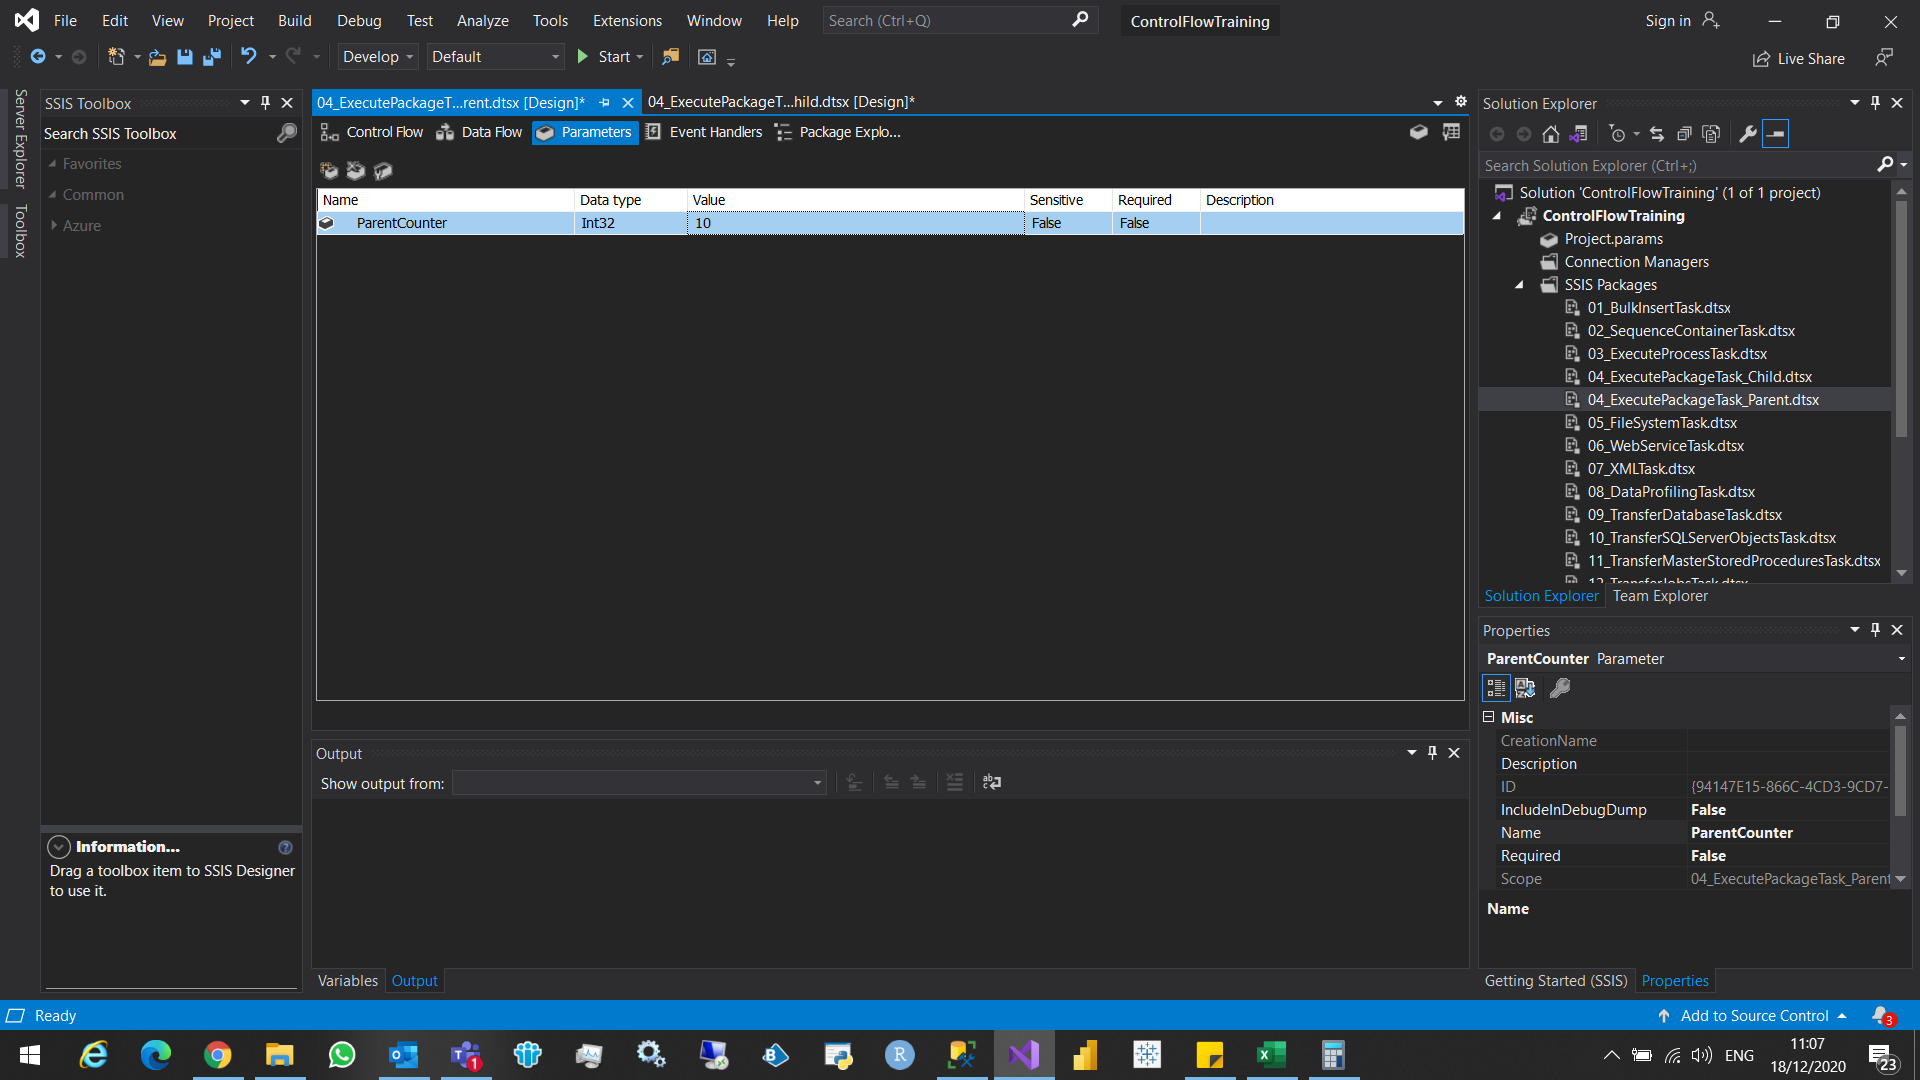 File Edit View Project Build Debug Test Analyze Tools Extensions Window Help Search (Ctrl+Q) ControlFlowTraining Sign in
Develop Default Start Live Share
Server Explorer
Toolbox
SSIS Toolbox
Search SSIS Toolbox
Favorites
Common
Azure
Information...
Drag a toolbox item to SSIS Designer
to use it.
04_ExecutePackageT...rent.dtsx [Design]* 04_ExecutePackageT...hild.dtsx [Design]*
Control Flow Data Flow Parameters Event Handlers Package Explo...
Name Data type Value Sensitive Required Description
ParentCounter Int32 10 False False
Output
Show output from:
Variables Output
Solution Explorer
Search Solution Explorer (Ctrl+;)
Solution 'ControlFlowTraining' (1 of 1 project)
ControlFlowTraining
Project.params
Connection Managers
SSIS Packages
01_BulkInsertTask.dtsx
02_SequenceContainerTask.dtsx
03_ExecuteProcessTask.dtsx
04_ExecutePackageTask_Child.dtsx
04_ExecutePackageTask_Parent.dtsx
05_FileSystemTask.dtsx
06_WebServiceTask.dtsx
07_XMLTask.dtsx
08_DataProfilingTask.dtsx
09_TransferDatabaseTask.dtsx
10_TransferSQLServerObjectsTask.dtsx
11_TransferMasterStoredProceduresTask.dtsx
12_TransferJobsTask.dtsx
Solution Explorer Team Explorer
Properties
ParentCounter Parameter
Misc
CreationName
Description
ID {94147E15-866C-4CD3-9CD7-
IncludeInDebugDump False
Name ParentCounter
Required False
Scope 04_ExecutePackageTask_Parent
Name
Getting Started (SSIS) Properties
Ready Add to Source Control 3
1 ENG 11:07
18/12/2020 23